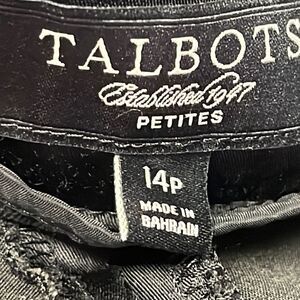 TALBOTS
Established 1947
PETITES
14P
MADE IN
BAHRAIN